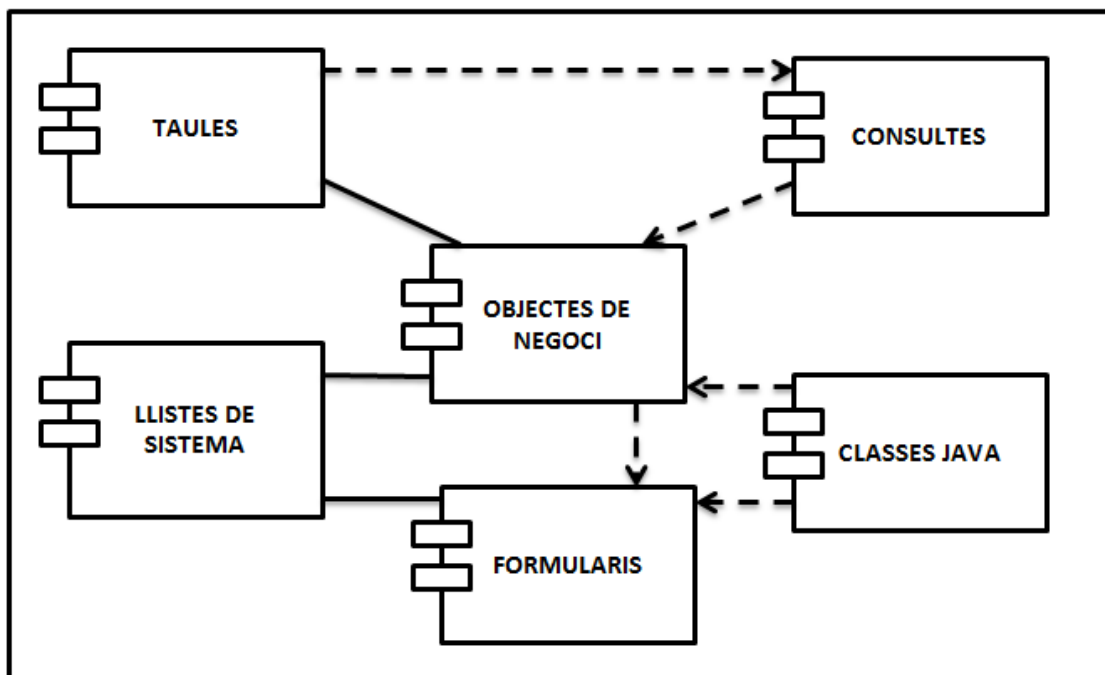 TAULES
CONSULTES
OBJECTES DE
NEGOCI
LLISTES DE
SISTEMA
CLASSES JAVA
FORMULARIS